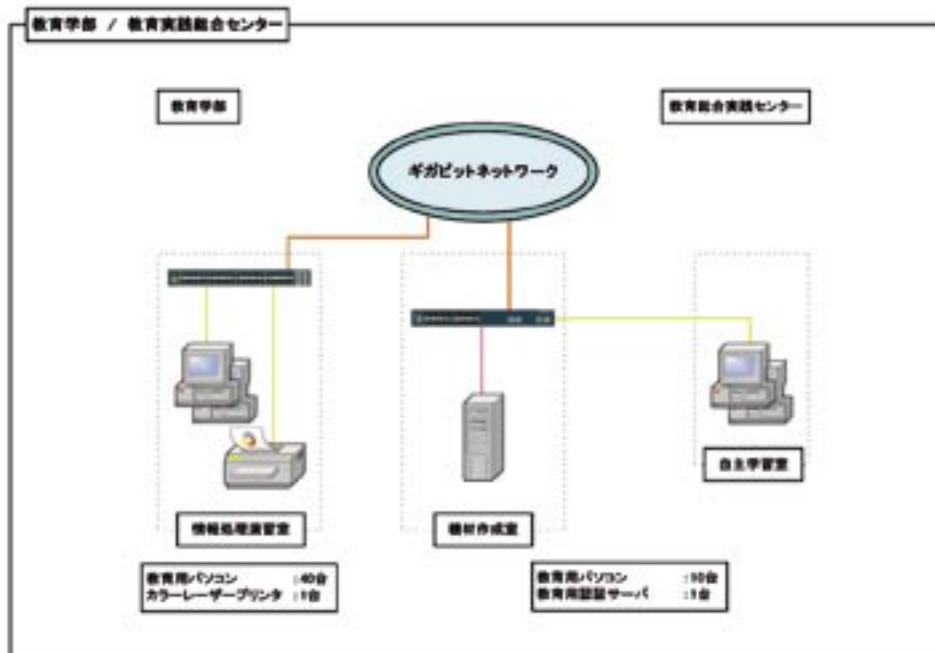 教育学部 / 教育実践総合センター
教育学部
教育総合実践センター
ギガビットネットワーク
自主学習室
情報処理演習室
機材作成室
教育用パソコン :40台
カラーレーザープリンタ :1台
教育用パソコン :10台
教育用認証サーバ :1台